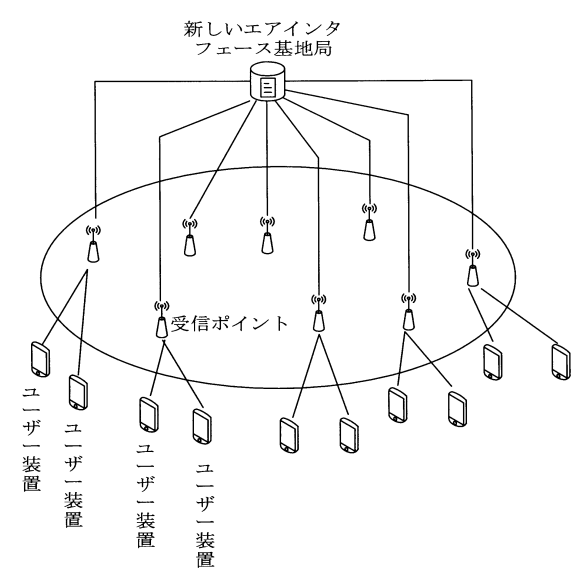 新しいエアインタ
フェース基地局
受信ポイント
ユーザー装置
ユーザー装置
ユーザー装置
ユーザー装置